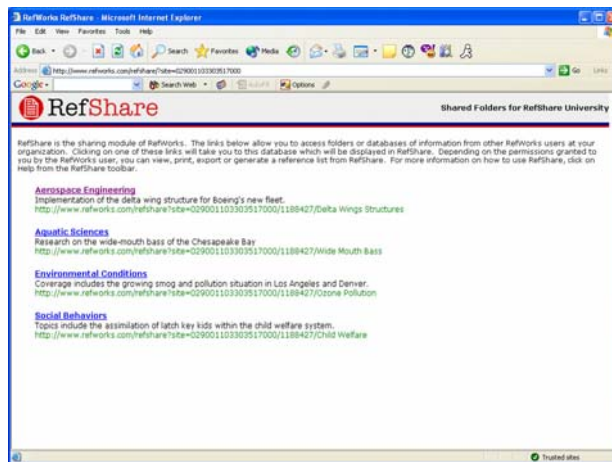 RefWorks RefShare - Microsoft Internet Explorer
File Edit View Favorites Tools Help
Back Search Favorites Media
Address http://www.refworks.com/refshare/?site=029001103303517000 Go Links
Google Search Web Options
RefShare Shared Folders for RefShare University
RefShare is the sharing module of RefWorks. The links below allow you to access folders or databases of information from other RefWorks users at your
organization. Clicking on one of these links will take you to this database which will be displayed in RefShare. Depending on the permissions granted to
you by the RefWorks user, you can view, print, export or generate a reference list from RefShare. For more information on how to use RefShare, click on
Help from the RefShare toolbar.
Aerospace Engineering
Implementation of the delta wing structure for Boeing's new fleet.
http://www.refworks.com/refshare?site=029001103303517000/1188427/Delta Wings Structures
Aquatic Sciences
Research on the wide-mouth bass of the Chesapeake Bay
http://www.refworks.com/refshare?site=029001103303517000/1188427/Wide Mouth Bass
Environmental Conditions
Coverage includes the growing smog and pollution situation in Los Angeles and Denver.
http://www.refworks.com/refshare?site=029001103303517000/1188427/Ozone Pollution
Social Behaviors
Topics include the assimilation of latch key kids within the child welfare system.
http://www.refworks.com/refshare?site=029001103303517000/1188427/Child Welfare
Trusted sites